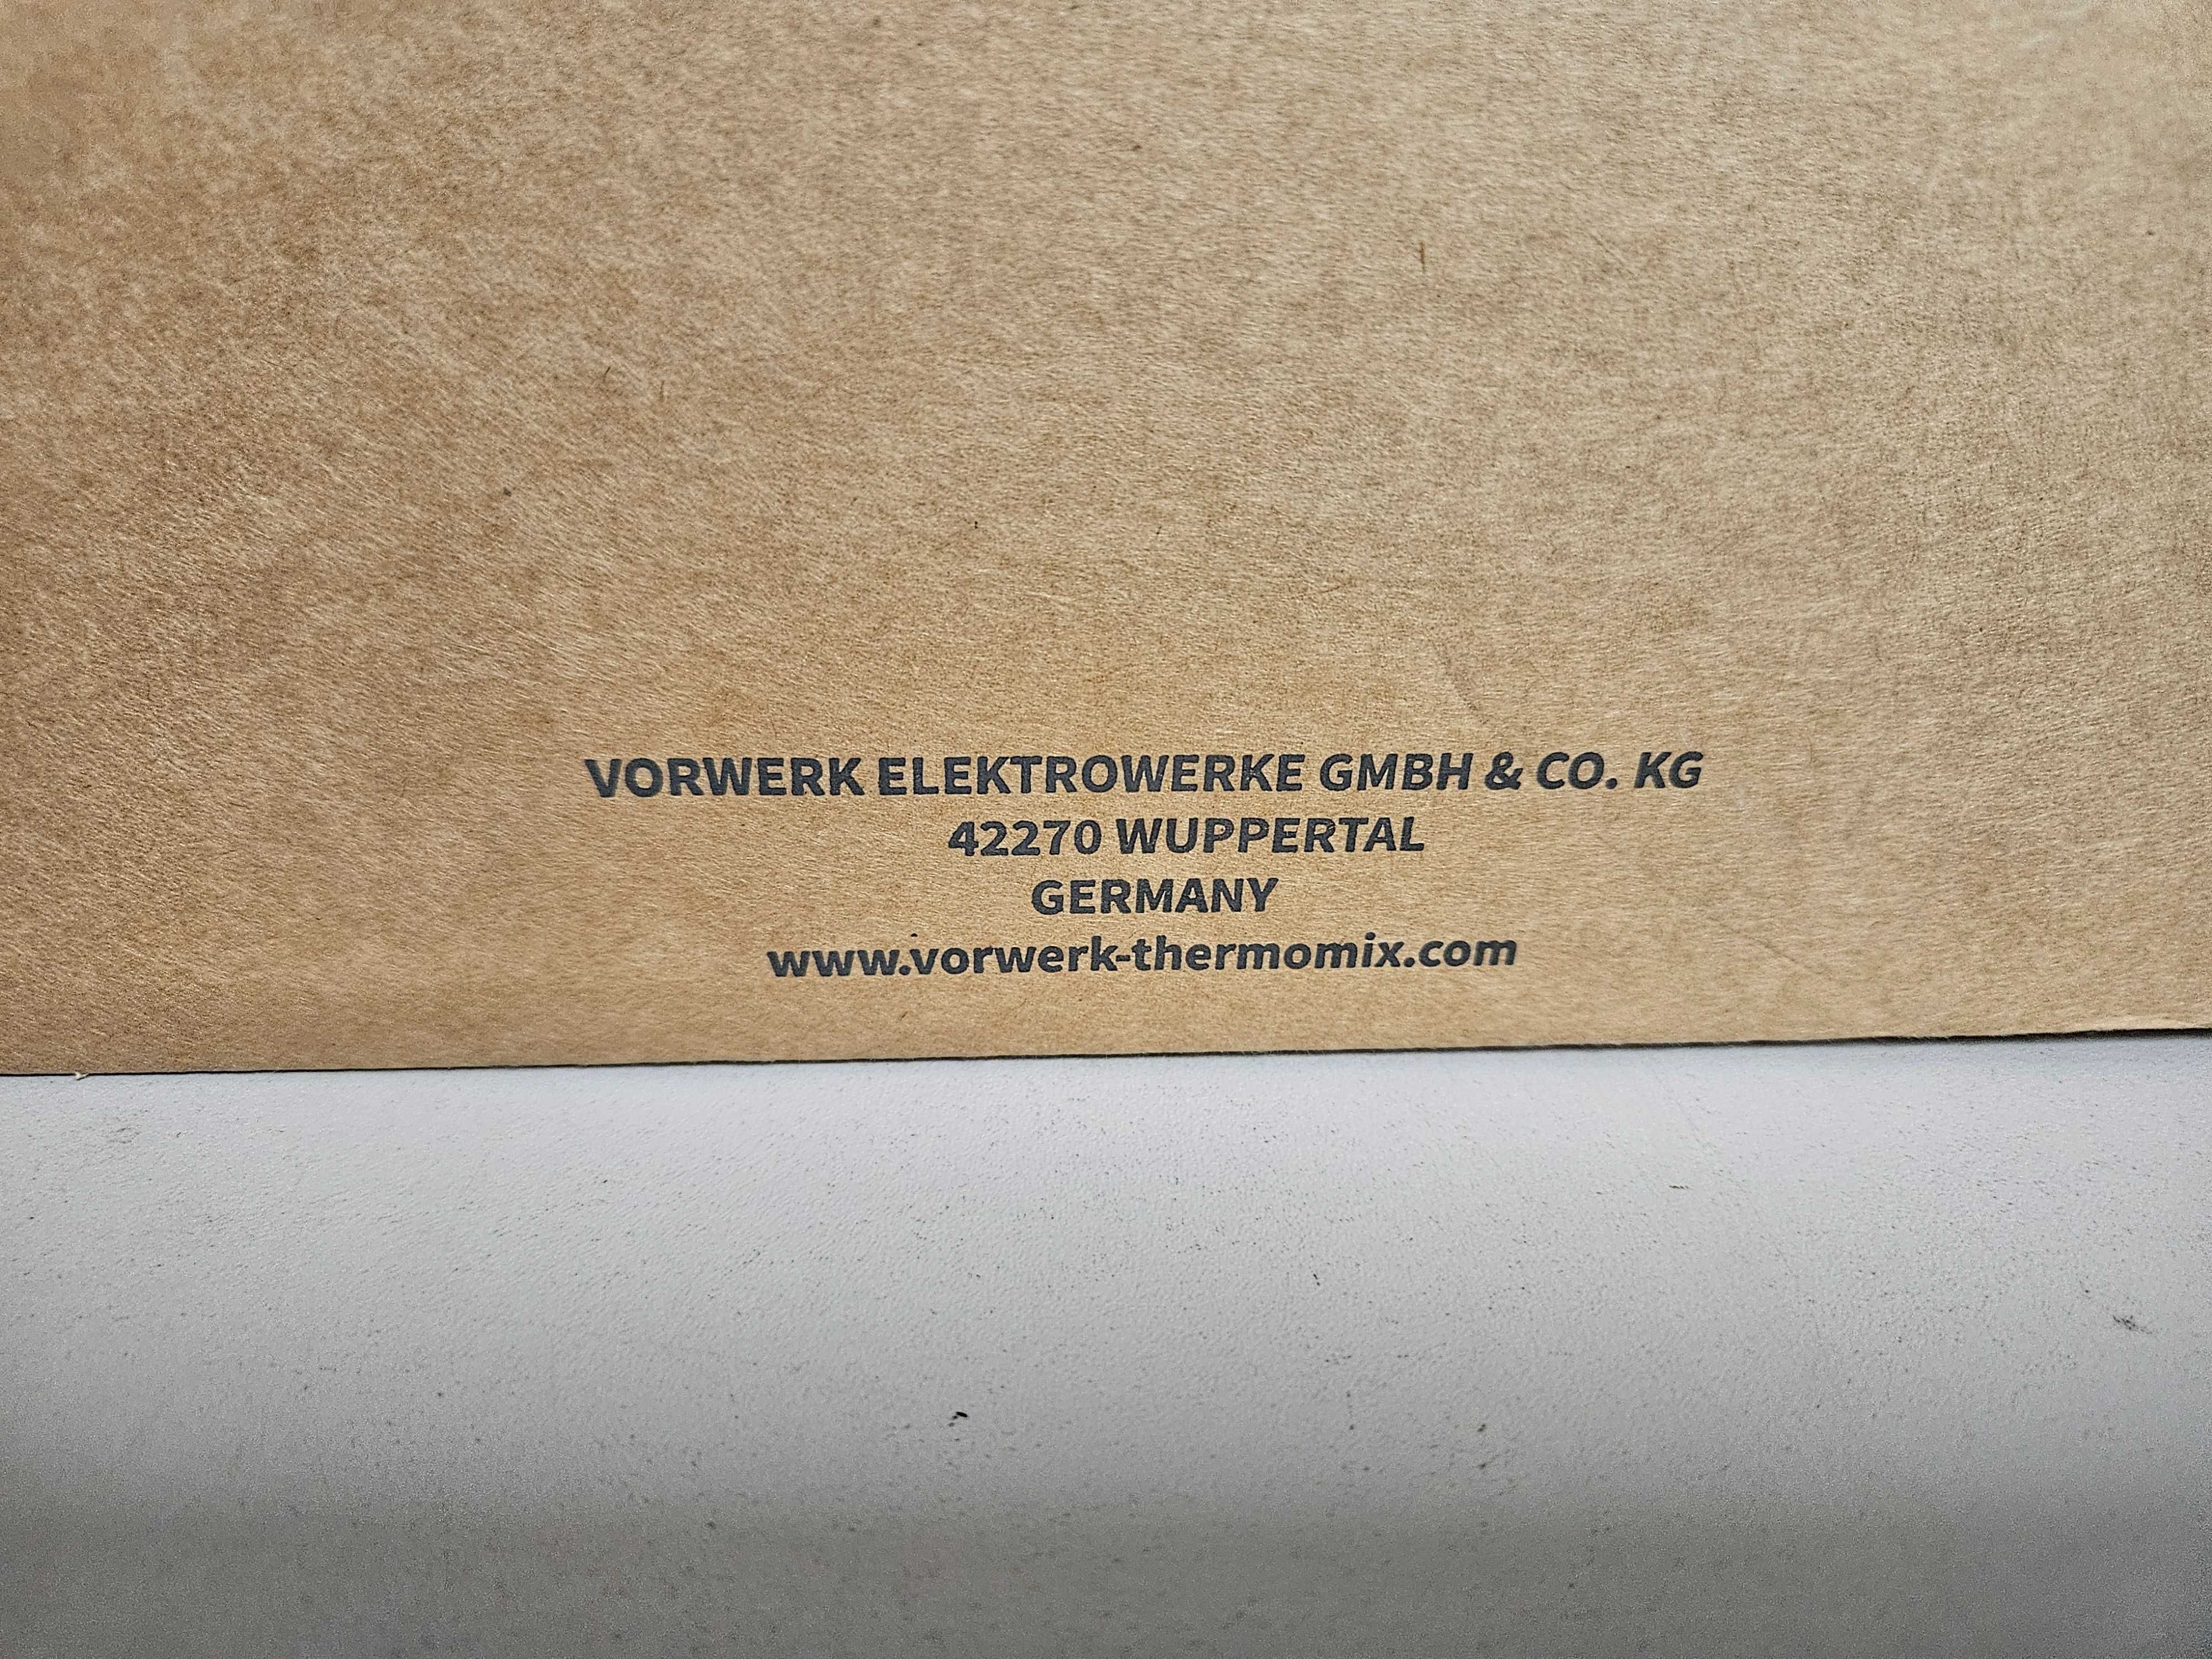 VORWERK ELEKTROWERKE GMBH & CO. KG
42270 WUPPERTAL
GERMANY
www.vorwerk-thermomix.com